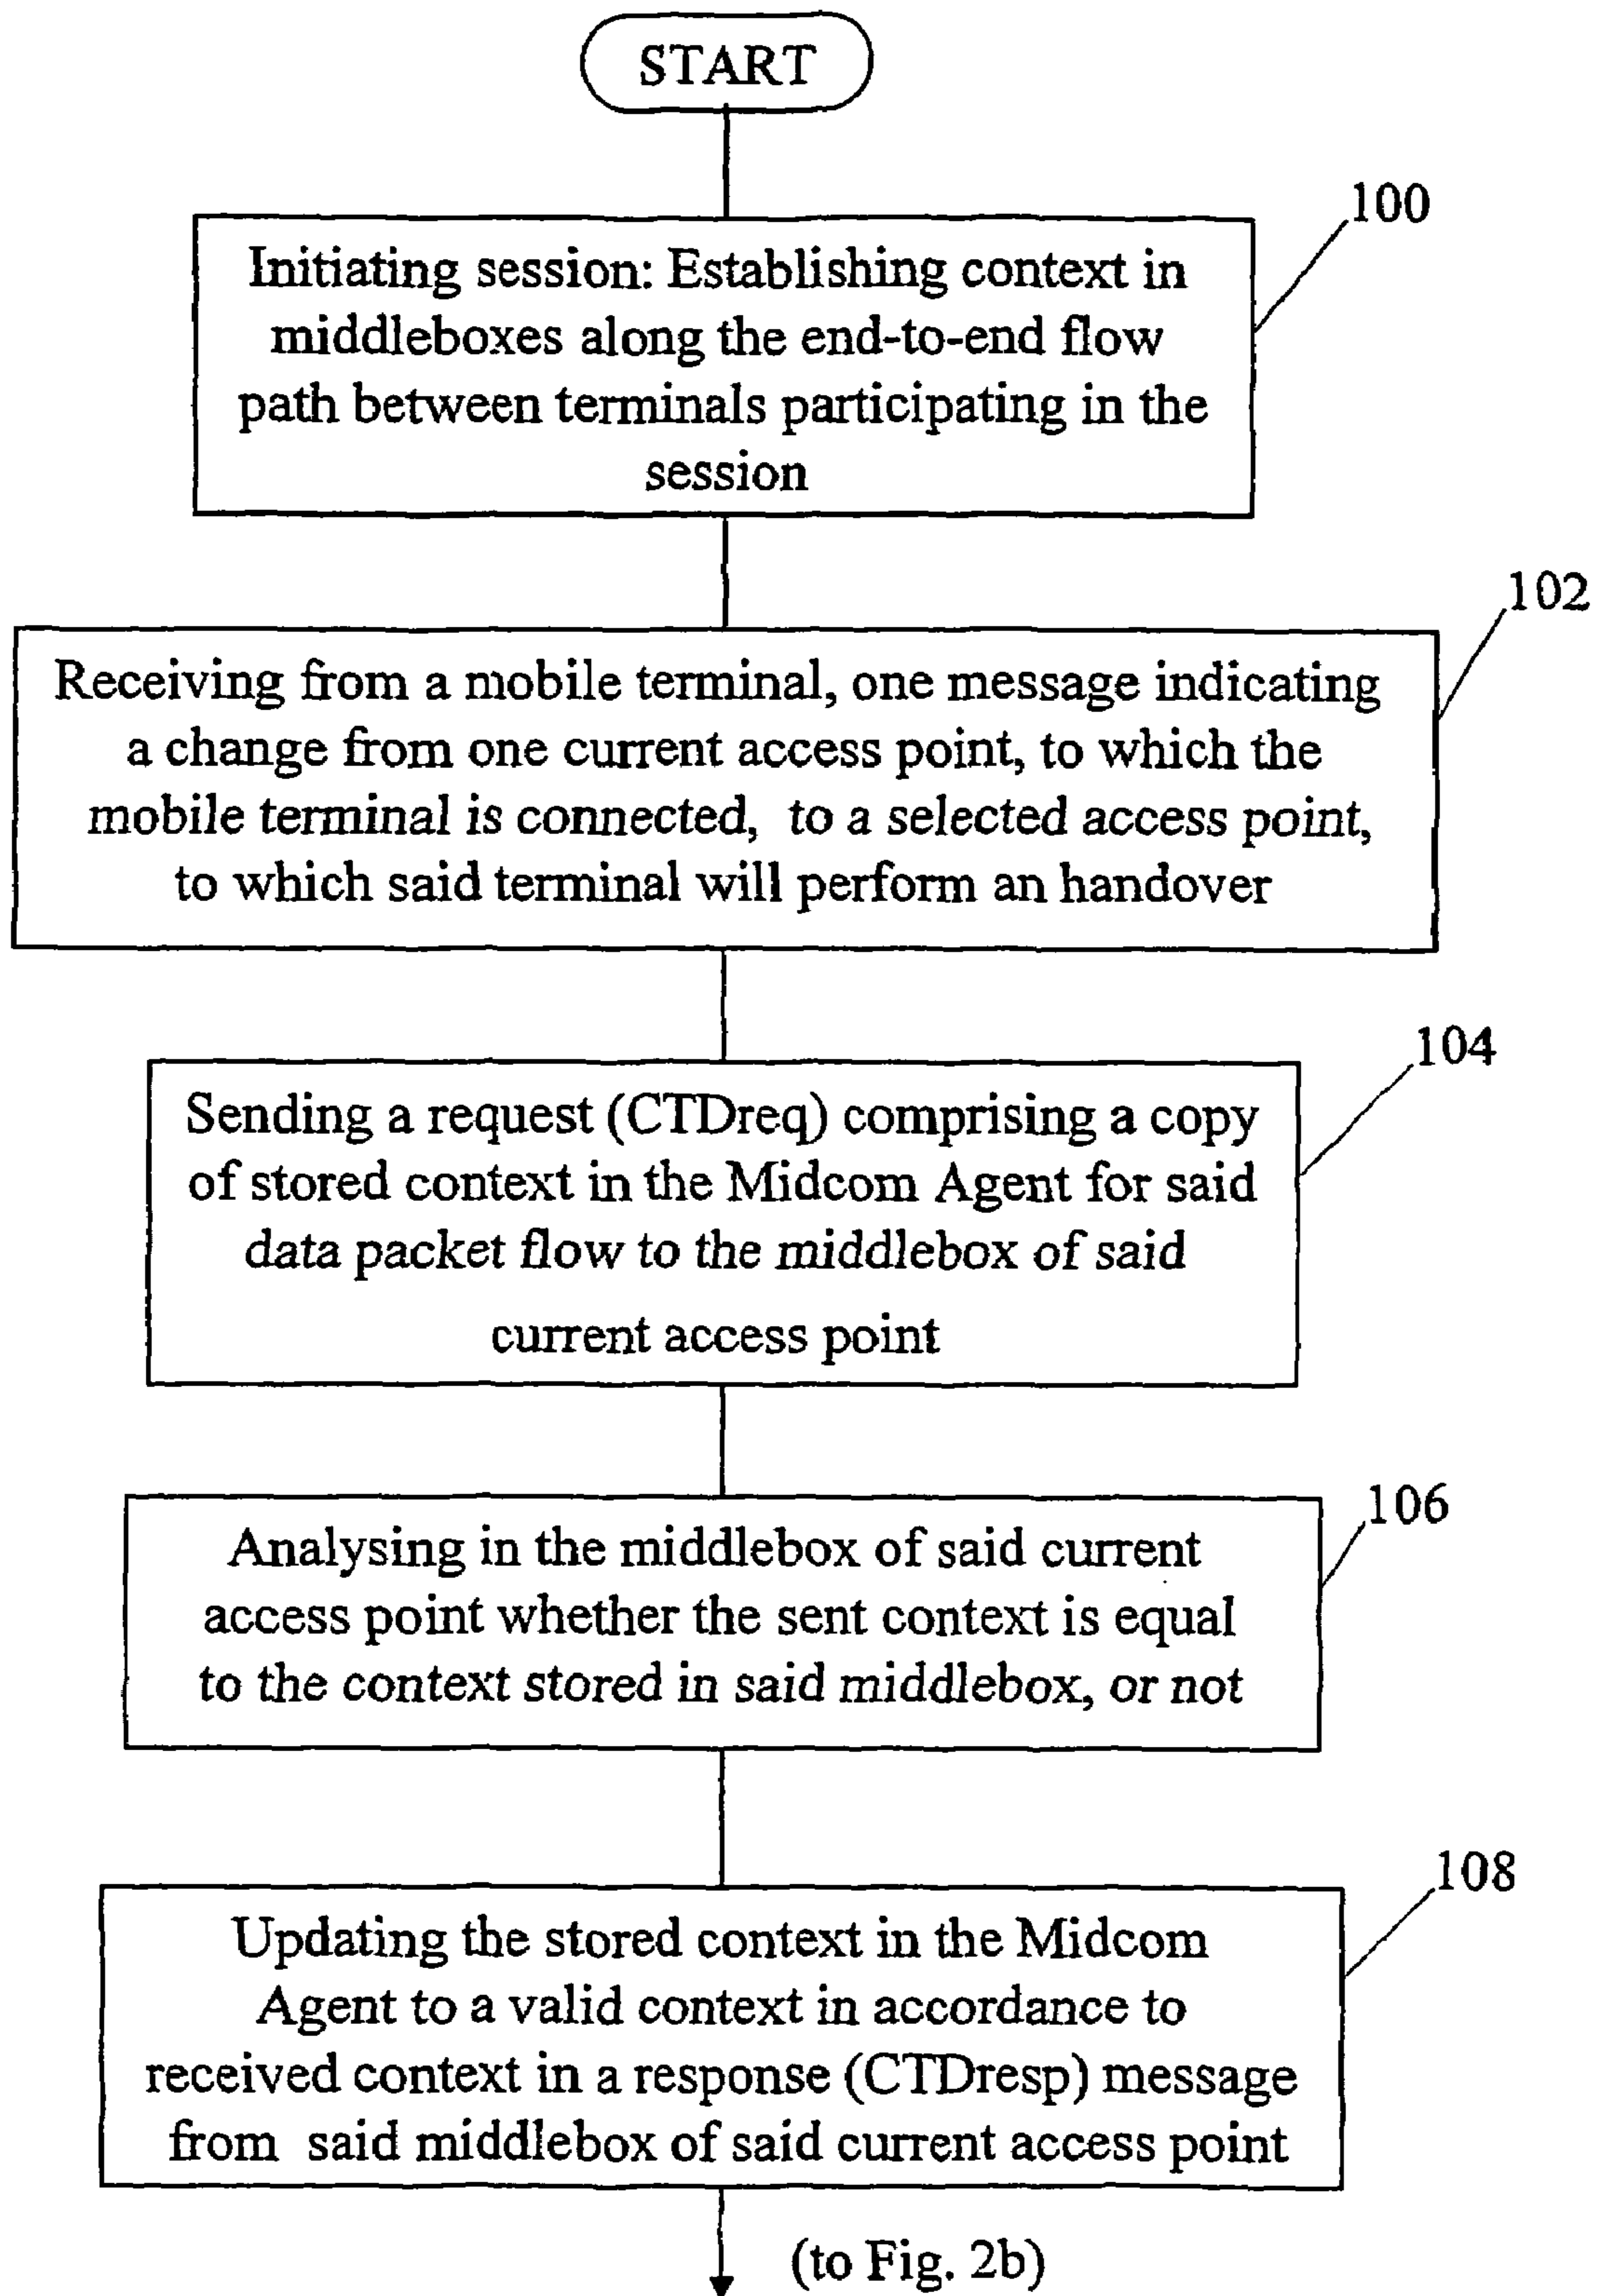 START
100
Initiating session: Establishing context in
middleboxes along the end-to-end flow
path between terminals participating in the
session
102
Receiving from a mobile terminal, one message indicating
a change from one current access point, to which the
mobile terminal is connected, to a selected access point,
to which said terminal will perform an handover
104
Sending a request (CTDreq) comprising a copy
of stored context in the Midcom Agent for said
data packet flow to the middlebox of said
current access point
106
Analysing in the middlebox of said current
access point whether the sent context is equal
to the context stored in said middlebox, or not
108
Updating the stored context in the Midcom
Agent to a valid context in accordance to
received context in a response (CTDresp) message
from said middlebox of said current access point
(to Fig. 2b)